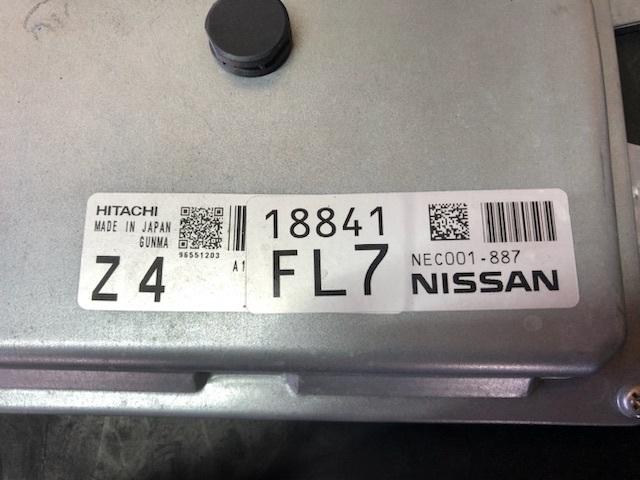 HITACHI
MADE IN JAPAN
GUNMA
96551203
Z4
A1
18841
FL7
NEC001-887
NISSAN